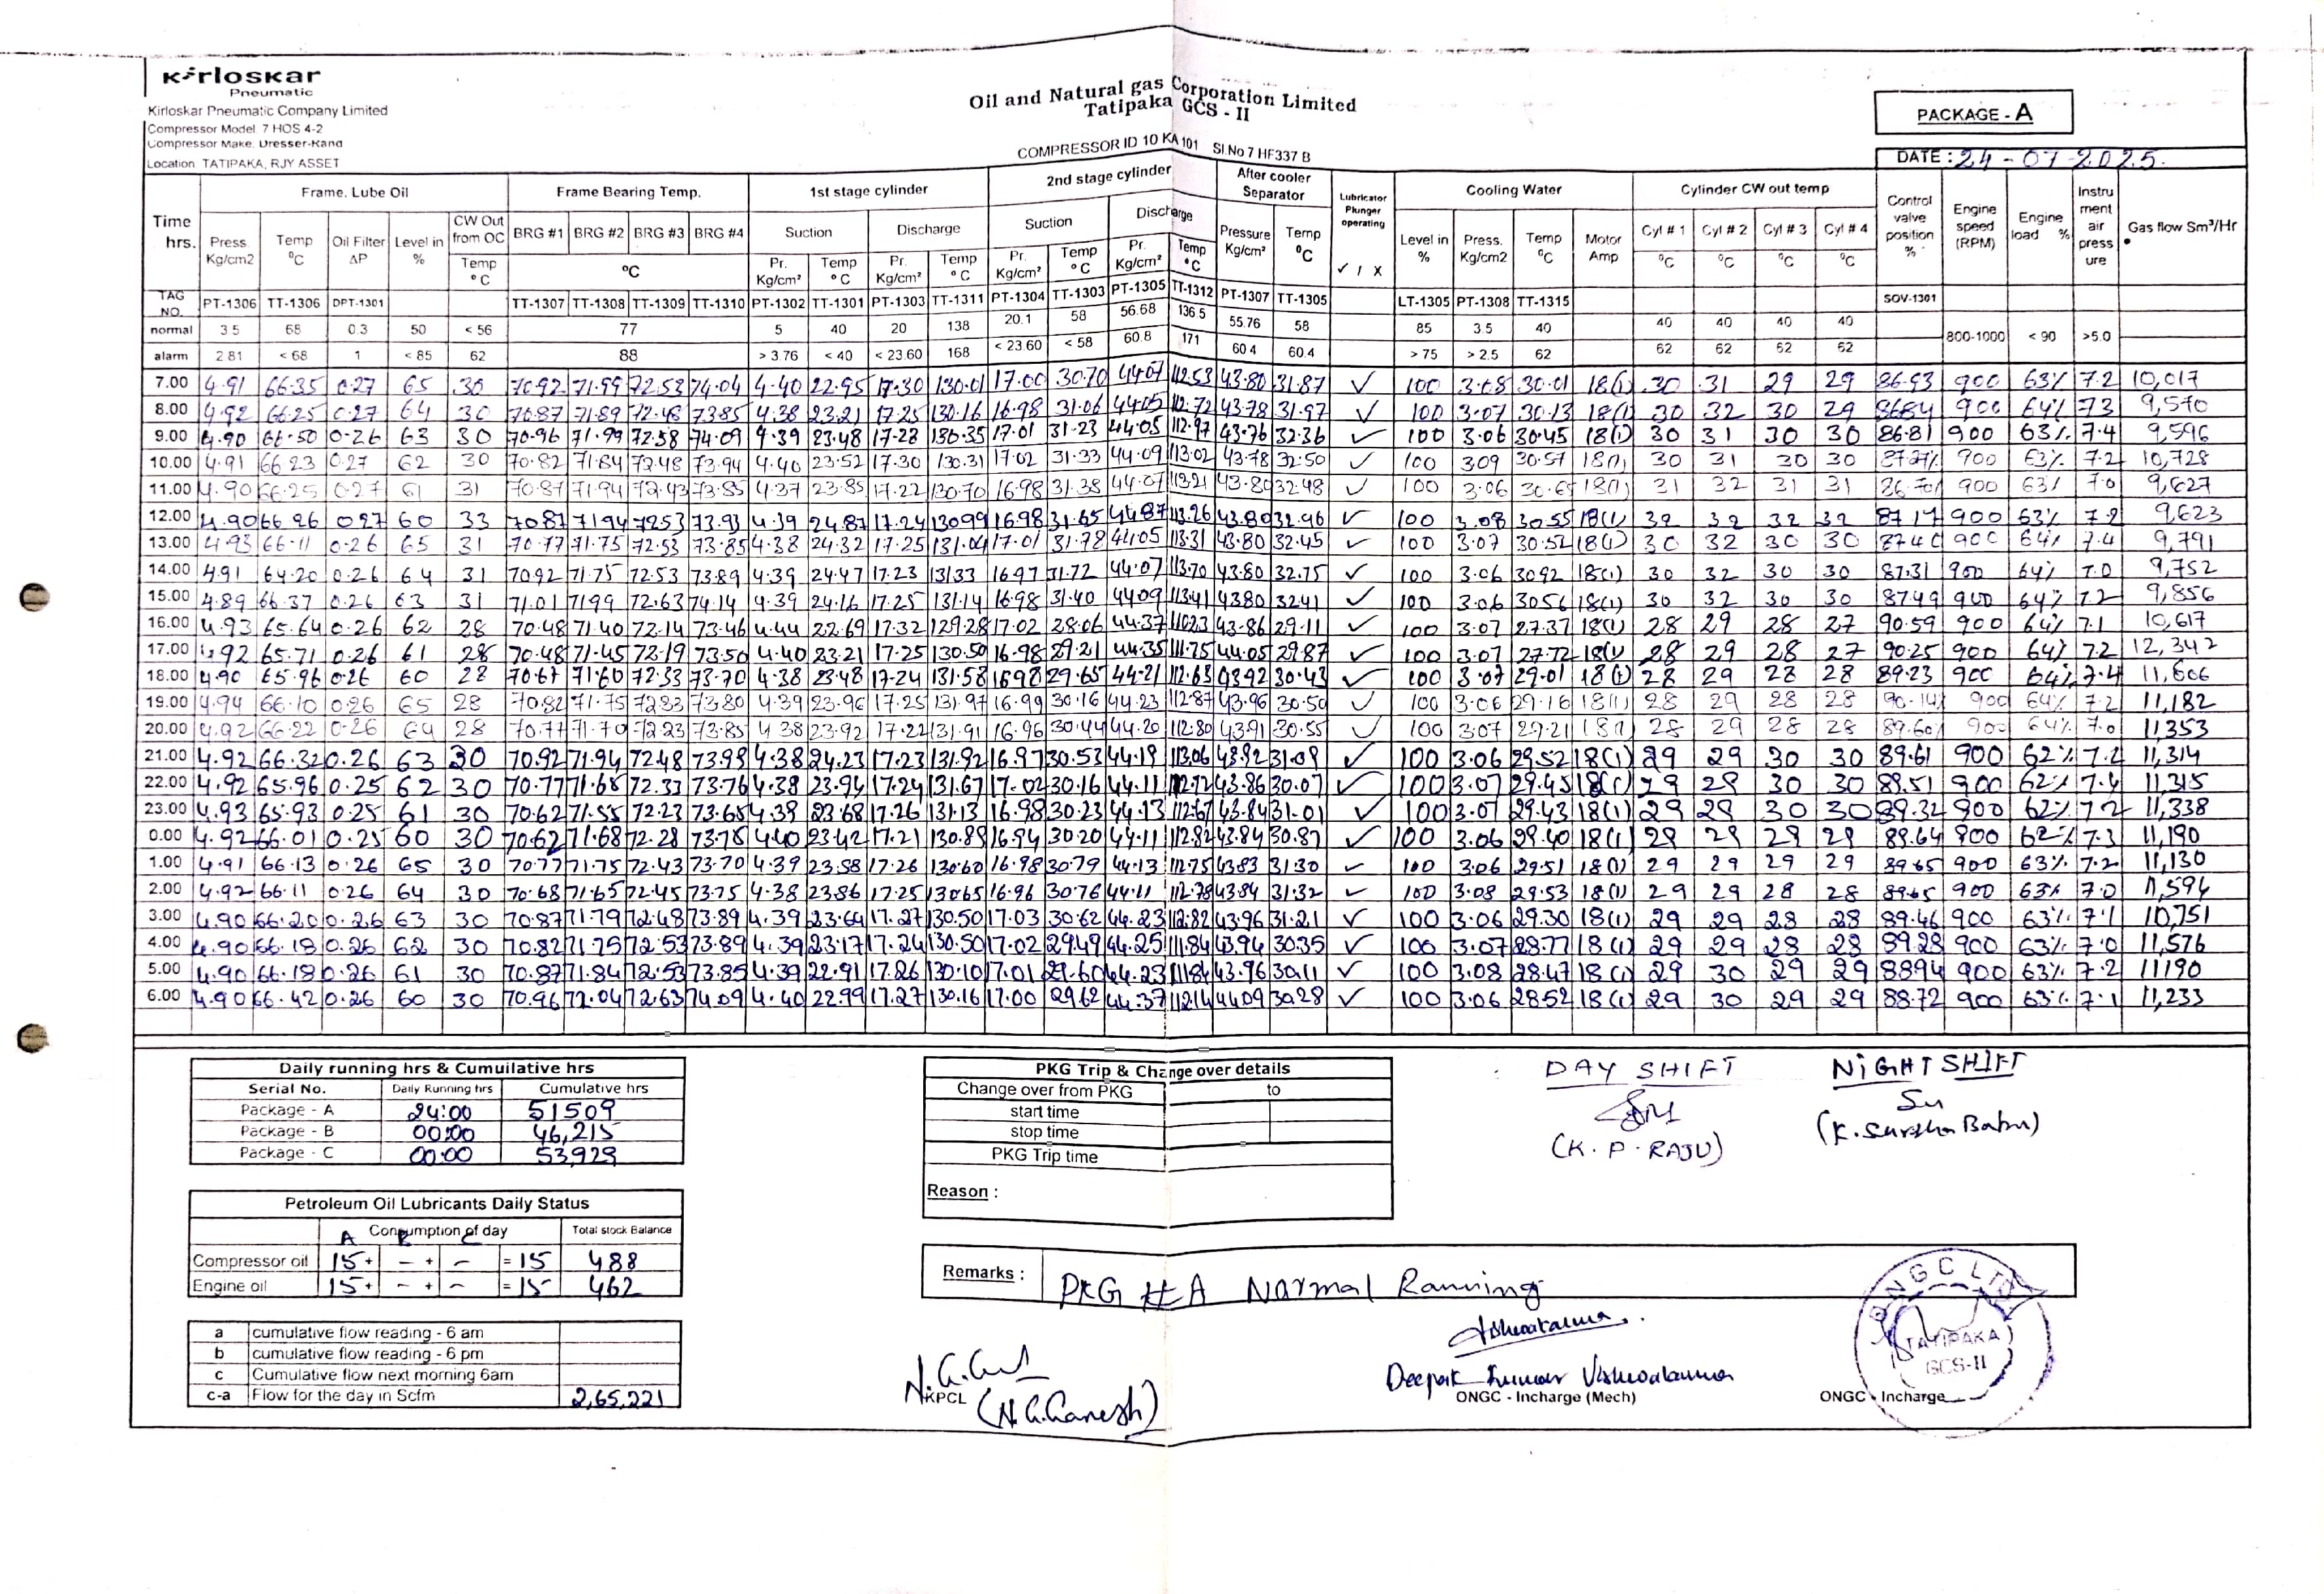 Kirloskar
Pneumatic
Kirloskar Pneumatic Company Limited
Compressor Model 7 HOS 4-2
Compressor Make: Dresser-Rand
Location TATIPAKA, RJY ASSET
Oil and Natural gas Corporation Limited
Tatipaka GCS - II
COMPRESSOR ID 10 KA 101 Sl.No 7 HF337 B
PACKAGE - A
DATE : 24-07-2025.
Time hrs. Frame. Lube Oil Frame Bearing Temp. 1st stage cylinder 2nd stage cylinder After cooler Separator Lubricator Plunger operating Cooling Water Cylinder CW out temp Control valve position % Engine speed (RPM) Engine load % Instru ment air press ure Gas flow Sm³/Hr
Press. Kg/cm2 Temp ⁰C Oil Filter ΔP Level in % CW Out from OC BRG #1 BRG #2 BRG #3 BRG #4 Suction Discharge Suction Discharge Pressure Kg/cm² Temp ⁰C Level in % Press. Kg/cm2 Temp ⁰C Motor Amp Cyl # 1 Cyl # 2 Cyl # 3 Cyl # 4
Temp ° C ⁰C Pr. Kg/cm² Temp ° C Pr. Kg/cm² Temp ° C Pr. Kg/cm² Temp ° C Pr. Kg/cm² Temp ° C ✓ / X ⁰C ⁰C ⁰C ⁰C
TAG NO. PT-1306 TT-1306 DPT-1301 TT-1307 TT-1308 TT-1309 TT-1310 PT-1302 TT-1301 PT-1303 TT-1311 PT-1304 TT-1303 PT-1305 TT-1312 PT-1307 TT-1305 LT-1305 PT-1308 TT-1315 SOV-1301
normal 3.5 68 0.3 50 < 56 77 5 40 20 138 20.1 58 56.68 136.5 55.76 58 85 3.5 40 40 40 40 40 800-1000 < 90 >5.0
alarm 2.81 < 68 1 < 85 62 88 > 3.76 < 40 < 23.60 168 < 23.60 < 58 60.8 171 60.4 60.4 > 75 > 2.5 62 62 62 62 62
7.00 4.91 66.35 0.27 65 30 70.92 71.99 72.53 74.04 4.40 22.95 17.30 130.01 17.00 30.70 44.07 112.53 43.80 31.87 ✓ 100 3.08 30.01 18(1) 30 31 29 29 86.93 900 63% 7.2 10,017
8.00 4.92 66.25 0.27 64 30 70.87 71.89 72.48 73.85 4.38 23.21 17.25 130.16 16.98 31.06 44.05 112.72 43.78 31.97 ✓ 100 3.07 30.13 18(1) 30 32 30 29 86.84 900 64% 7.3 9,570
9.00 4.90 66.50 0.26 63 30 70.96 71.99 72.58 74.09 4.39 23.48 17.28 130.35 17.01 31.23 44.05 112.97 43.76 32.36 ✓ 100 3.06 30.45 18(1) 30 31 30 30 86.81 900 63% 7.4 9,596
10.00 4.91 66.23 0.27 62 30 70.82 71.84 72.48 73.94 4.40 23.52 17.30 130.31 17.02 31.33 44.09 113.02 43.78 32.50 ✓ 100 3.09 30.57 18(1) 30 31 30 30 87.27% 900 63% 7.2 10,728
11.00 4.90 66.25 0.27 61 31 70.87 71.94 72.43 73.85 4.37 23.85 17.22 130.70 16.98 31.38 44.07 113.21 43.80 32.48 ✓ 100 3.06 30.65 18(1) 31 32 31 31 86.70% 900 63% 7.0 9,627
12.00 4.90 66.26 0.27 60 33 70.87 71.94 72.53 73.93 4.39 24.87 17.24 130.99 16.98 31.65 44.87 113.26 43.80 32.46 ✓ 100 3.08 30.55 18(1) 32 32 32 32 87.17 900 63% 7.2 9,623
13.00 4.93 66.11 0.26 65 31 70.77 71.75 72.53 73.85 4.38 24.32 17.25 131.04 17.01 31.78 44.05 113.31 43.80 32.45 ✓ 100 3.07 30.52 18(1) 30 32 30 30 87.40 900 64% 7.4 9,791
14.00 4.91 64.20 0.26 64 31 70.92 71.75 72.53 73.89 4.39 24.47 17.23 131.33 16.97 31.72 44.07 113.70 43.80 32.75 ✓ 100 3.06 30.92 18(1) 30 32 30 30 87.31 900 64% 7.0 9,752
15.00 4.89 66.37 0.26 63 31 71.01 71.99 72.63 74.14 4.39 24.16 17.25 131.14 16.98 31.40 44.09 113.41 43.80 32.41 ✓ 100 3.06 30.56 18(1) 30 32 30 30 87.49 900 64% 7.2 9,856
16.00 4.93 65.64 0.26 62 28 70.48 71.40 72.14 73.46 4.44 22.69 17.32 129.28 17.02 28.06 44.37 110.23 43.86 29.11 ✓ 100 3.07 27.37 18(1) 28 29 28 27 90.59 900 64% 7.1 10,617
17.00 4.92 65.71 0.26 61 28 70.48 71.45 72.19 73.50 4.40 23.21 17.25 130.50 16.98 29.21 44.35 111.75 44.05 29.87 ✓ 100 3.07 27.72 18(1) 28 29 28 27 90.25 900 64% 7.2 12,342
18.00 4.90 65.96 0.26 60 28 70.67 71.60 72.33 73.70 4.38 23.48 17.24 131.58 16.98 29.65 44.21 112.63 43.92 30.43 ✓ 100 3.07 29.01 18(1) 28 29 28 28 89.23 900 64% 7.4 11,606
19.00 4.94 66.10 0.26 65 28 70.82 71.75 72.33 73.80 4.39 23.96 17.25 131.97 16.99 30.16 44.23 112.87 43.96 30.50 ✓ 100 3.06 29.16 18(1) 28 29 28 28 90.14% 900 64% 7.2 11,182
20.00 4.92 66.22 0.26 64 28 70.77 71.70 72.23 73.85 4.38 23.92 17.22 131.91 16.96 30.44 44.20 112.80 43.91 30.55 ✓ 100 3.07 29.21 18(1) 28 29 28 28 89.60% 900 64% 7.0 11,353
21.00 4.92 66.32 0.26 63 30 70.92 71.94 72.48 73.99 4.38 24.23 17.23 131.92 16.97 30.53 44.19 113.06 43.92 31.09 ✓ 100 3.06 29.52 18(1) 29 29 30 30 89.61 900 62% 7.2 11,314
22.00 4.92 65.96 0.25 62 30 70.77 71.68 72.33 73.76 4.39 23.94 17.24 131.67 17.02 30.16 44.11 112.72 43.86 30.07 ✓ 100 3.07 29.45 18(1) 29 29 30 30 89.51 900 62% 7.4 11,315
23.00 4.93 65.93 0.25 61 30 70.62 71.55 72.23 73.65 4.39 23.68 17.26 131.13 16.98 30.23 44.13 112.67 43.84 31.01 ✓ 100 3.07 29.43 18(1) 29 29 30 30 89.32 900 62% 7.2 11,338
0.00 4.92 66.01 0.25 60 30 70.62 71.68 72.28 73.75 4.40 23.42 17.21 130.89 16.94 30.20 44.11 112.82 43.84 30.87 ✓ 100 3.06 29.40 18(1) 29 29 29 29 89.64 900 62% 7.3 11,190
1.00 4.91 66.13 0.26 65 30 70.77 71.75 72.43 73.70 4.39 23.58 17.26 130.60 16.98 30.79 44.13 112.75 43.83 31.30 ✓ 100 3.06 29.51 18(1) 29 29 29 29 89.65 900 63% 7.2 11,130
2.00 4.92 66.11 0.26 64 30 70.68 71.65 72.45 73.75 4.38 23.86 17.25 130.65 16.96 30.76 44.11 112.78 43.84 31.32 ✓ 100 3.08 29.53 18(1) 29 29 28 28 89.65 900 63% 7.0 11,594
3.00 4.90 66.20 0.26 63 30 70.87 71.79 72.48 73.89 4.39 23.64 17.27 130.50 17.03 30.62 44.23 112.82 43.96 31.21 ✓ 100 3.06 29.30 18(1) 29 29 28 28 89.46 900 63% 7.1 10,751
4.00 4.90 66.18 0.26 62 30 70.82 71.75 72.53 73.89 4.39 23.17 17.24 130.50 17.02 29.49 44.25 111.84 43.94 30.35 ✓ 100 3.07 28.77 18(1) 29 29 28 28 89.28 900 63% 7.0 11,576
5.00 4.90 66.18 0.26 61 30 70.87 71.84 72.53 73.85 4.39 22.91 17.26 130.10 17.01 29.60 44.23 111.84 43.96 30.11 ✓ 100 3.08 28.47 18(1) 29 30 29 29 88.94 900 63% 7.2 11190
6.00 4.90 66.42 0.26 60 30 70.96 72.04 72.63 74.09 4.40 22.99 17.27 130.16 17.00 29.62 44.37 112.14 44.09 30.28 ✓ 100 3.06 28.52 18(1) 29 30 29 29 88.72 900 63% 7.1 11,233
Daily running hrs & Cumuilative hrs
Serial No. Daily Running hrs Cumulative hrs
Package - A 24:00 51509
Package - B 00:00 46,215
Package - C 00:00 53,929
Petroleum Oil Lubricants Daily Status
Consumption of day Total stock Balance
A B C
Compressor oil 15 + - + - = 15 488
Engine oil 15 + - + - = 15 462
a cumulative flow reading - 6 am
b cumulative flow reading - 6 pm
c Cumulative flow next morning 6am
c-a Flow for the day in Scfm 2,65,221
PKG Trip & Change over details
Change over from PKG to
start time
stop time
PKG Trip time
Reason :
DAY SHIFT
(K. P. RAJU)
NiGHT SHIFT
(K. Suresha Babu)
Remarks : PKG # A Normal Running
KPCL
(N.G.Ganesh)
Deepak Kumar Vishwakarma
ONGC - Incharge (Mech)
ONGC LTD
TATIPAKA
GCS-II
ONGC - Incharge